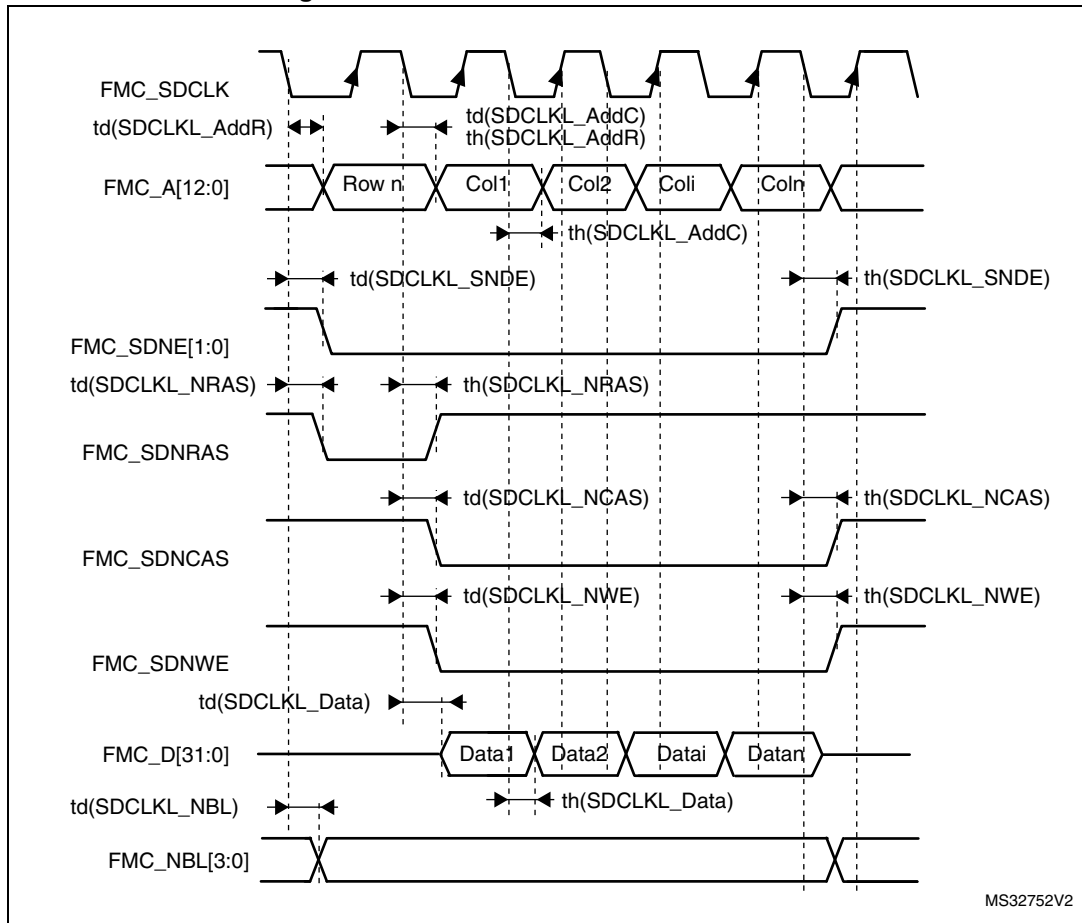 FMC_SDCLK
td(SDCLKL_AddR)
td(SDCLKL_AddC)
th(SDCLKL_AddR)
FMC_A[12:0]
Row n
Col1
Col2
Coli
Coln
th(SDCLKL_AddC)
td(SDCLKL_SNDE)
th(SDCLKL_SNDE)
FMC_SDNE[1:0]
td(SDCLKL_NRAS)
th(SDCLKL_NRAS)
FMC_SDNRAS
td(SDCLKL_NCAS)
th(SDCLKL_NCAS)
FMC_SDNCAS
td(SDCLKL_NWE)
th(SDCLKL_NWE)
FMC_SDNWE
td(SDCLKL_Data)
FMC_D[31:0]
Data1
Data2
Datai
Datan
td(SDCLKL_NBL)
th(SDCLKL_Data)
FMC_NBL[3:0]
MS32752V2